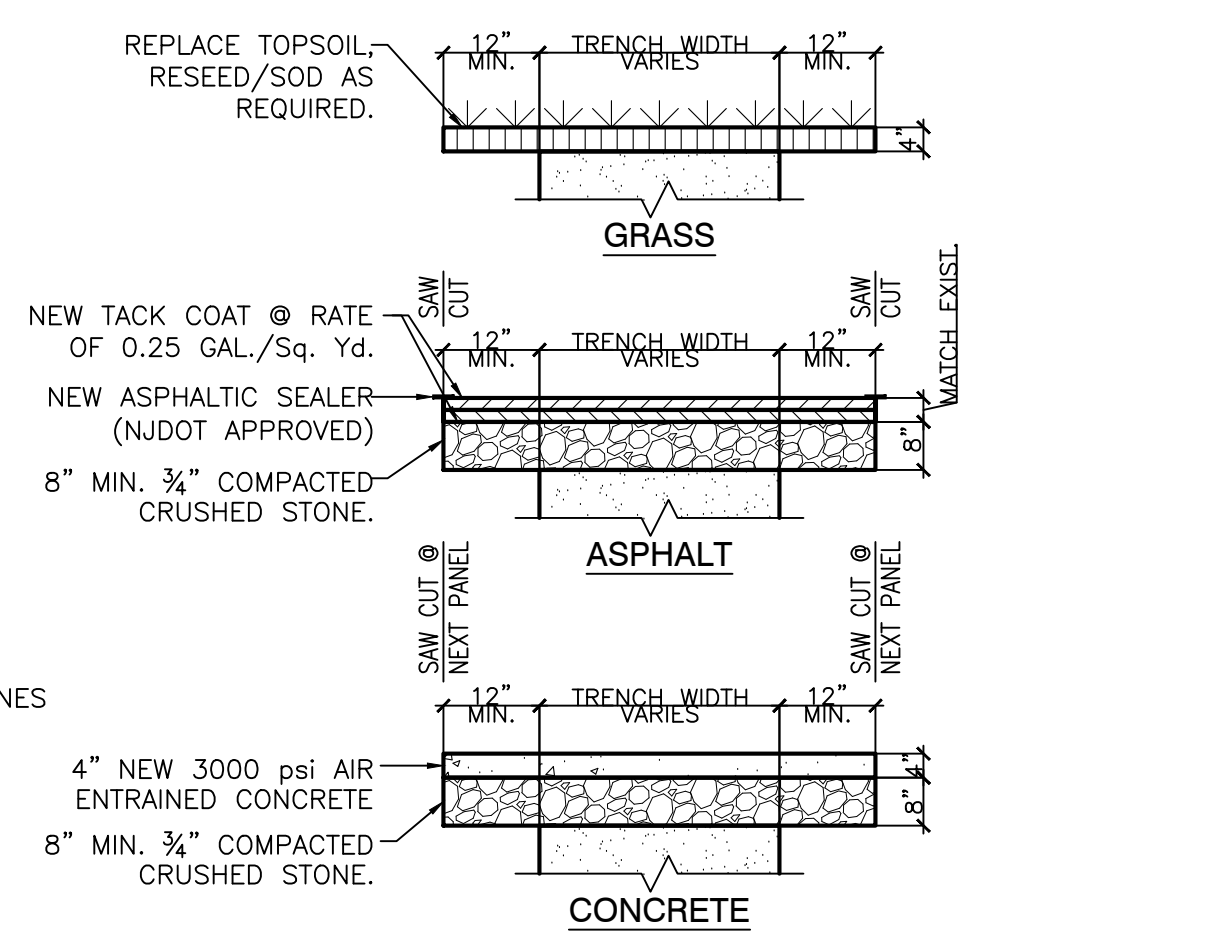 REPLACE TOPSOIL,
RESEED/SOD AS
REQUIRED.
12"
MIN.
TRENCH WIDTH
VARIES
12"
MIN.
4"
GRASS
SAW
CUT
SAW
CUT
MATCH EXIST.
NEW TACK COAT @ RATE
OF 0.25 GAL./Sq. Yd.
NEW ASPHALTIC SEALER
(NJDOT APPROVED)
8" MIN. ¾" COMPACTED
CRUSHED STONE.
12"
MIN.
TRENCH WIDTH
VARIES
12"
MIN.
8"
ASPHALT
SAW CUT @
NEXT PANEL
SAW CUT @
NEXT PANEL
NES
12"
MIN.
TRENCH WIDTH
VARIES
12"
MIN.
4" NEW 3000 psi AIR
ENTRAINED CONCRETE
8" MIN. ¾" COMPACTED
CRUSHED STONE.
4"
8"
CONCRETE